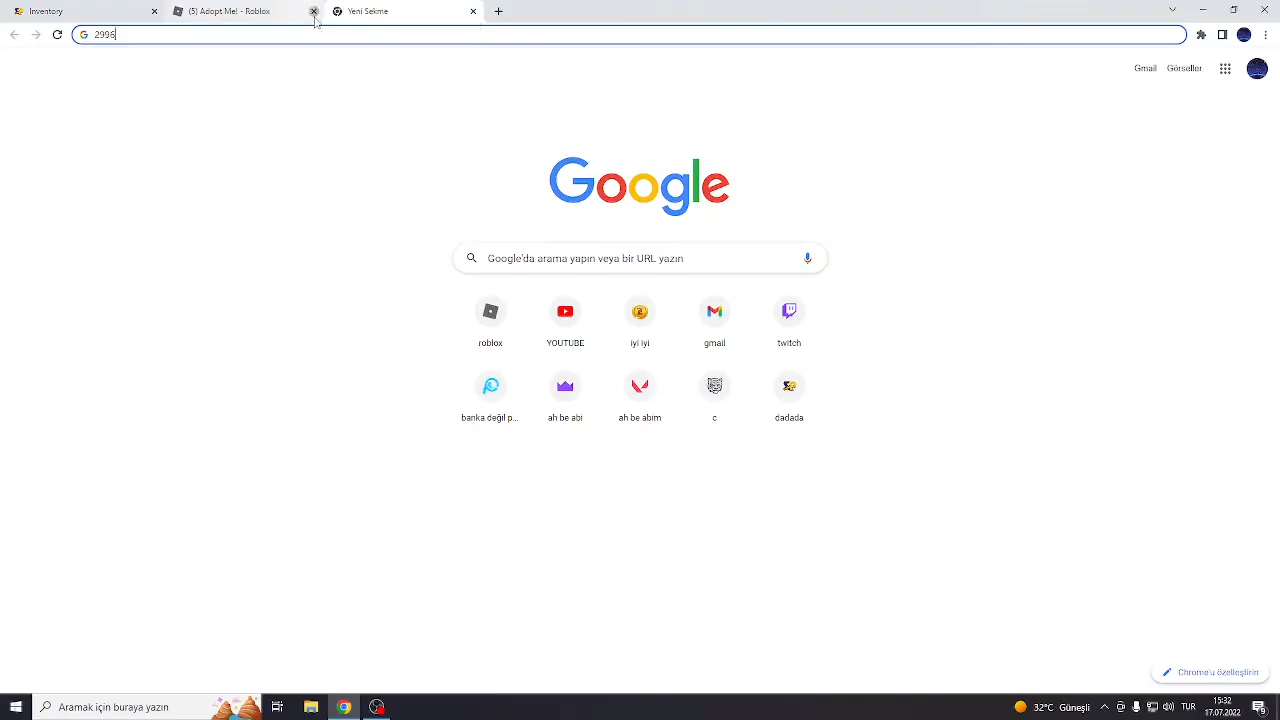 Inventory
(5) Adopt Me! - Roblox
Yeni Sekme
2996
Gmail
Görseller
Google
Google'da arama yapın veya bir URL yazın
roblox
YOUTUBE
iyi iyi
gmail
twitch
banka değil p...
ah be abi
ah be abim
c
dadada
Chrome'u özelleştirin
Aramak için buraya yazın
32°C Güneşli
TUR
15:32
17.07.2022